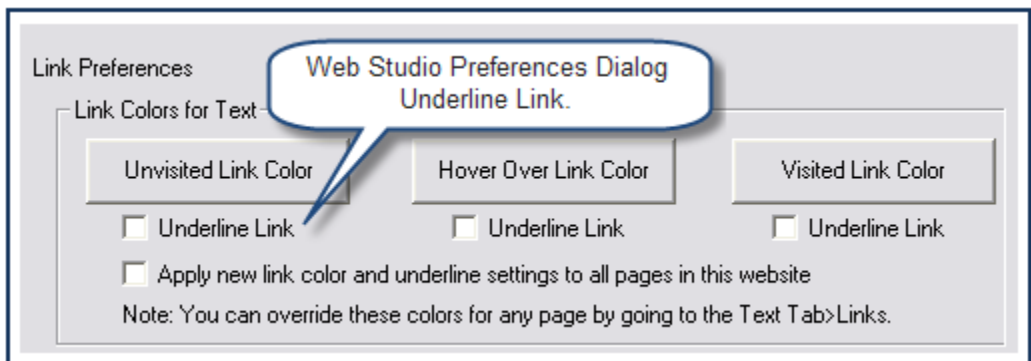 Web Studio Preferences Dialog
Underline Link.
Link Preferences
Link Colors for Text
Unvisited Link Color
Hover Over Link Color
Visited Link Color
Underline Link
Underline Link
Underline Link
Apply new link color and underline settings to all pages in this website
Note: You can override these colors for any page by going to the Text Tab>Links.